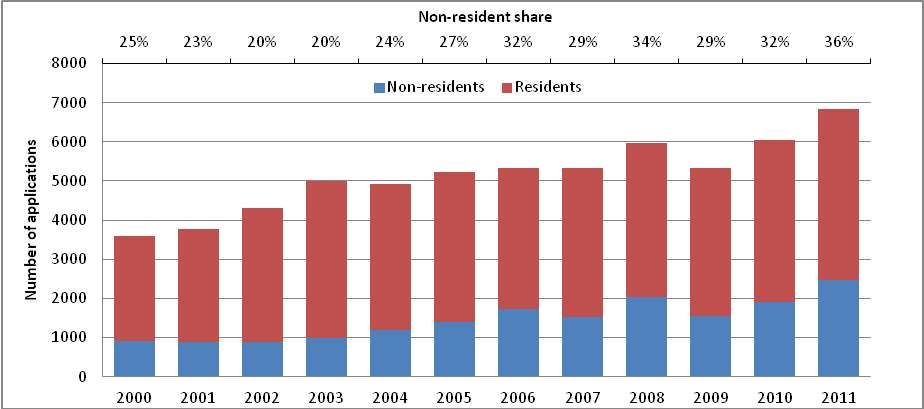 Non-resident share
25% 23% 20% 20% 24% 27% 32% 29% 34% 29% 32% 36%
8000
Non-residents Residents
7000
6000
5000
4000
3000
2000
1000
0
Number of applications
2000 2001 2002 2003 2004 2005 2006 2007 2008 2009 2010 2011